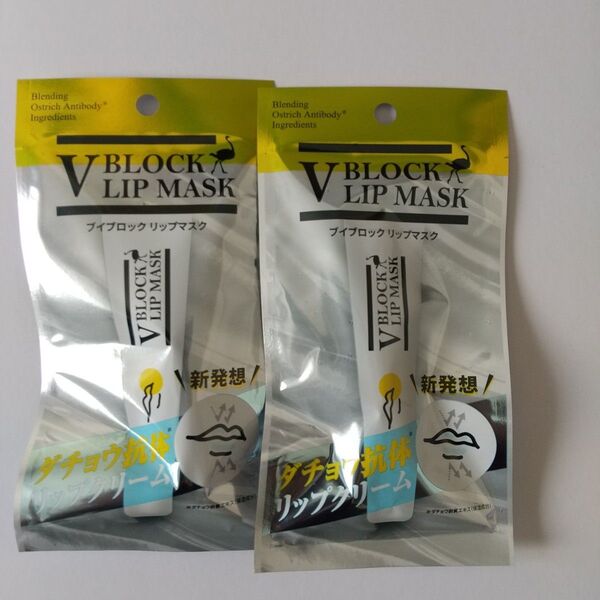 Blending
Ostrich Antibody®
Ingredients
V BLOCK
LIP MASK
ブイブロック リップマスク
V BLOCK
LIP MASK
新発想
ダチョウ抗体※
リップクリーム
Blending
Ostrich Antibody®
Ingredients
V BLOCK
LIP MASK
ブイブロック リップマスク
V BLOCK
LIP MASK
新発想
ダチョウ抗体※
リップクリーム